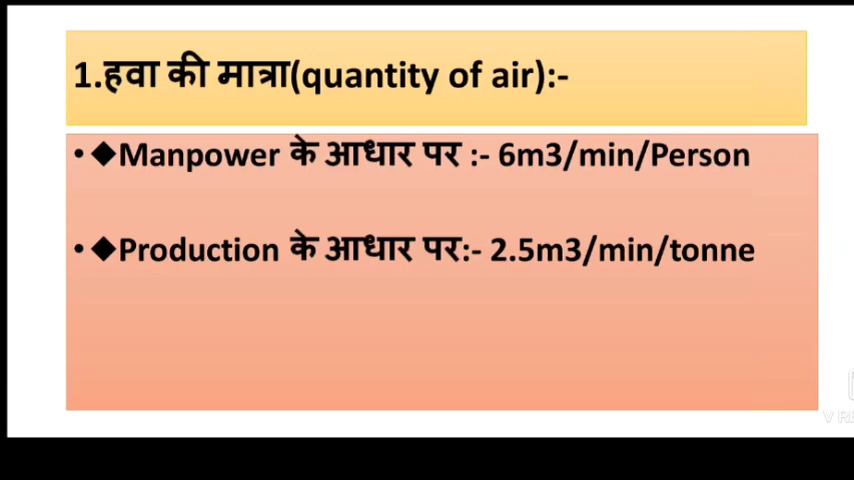 1.हवा की मात्रा(quantity of air):-
• ◆Manpower के आधार पर :- 6m3/min/Person
• ◆Production के आधार पर:- 2.5m3/min/tonne